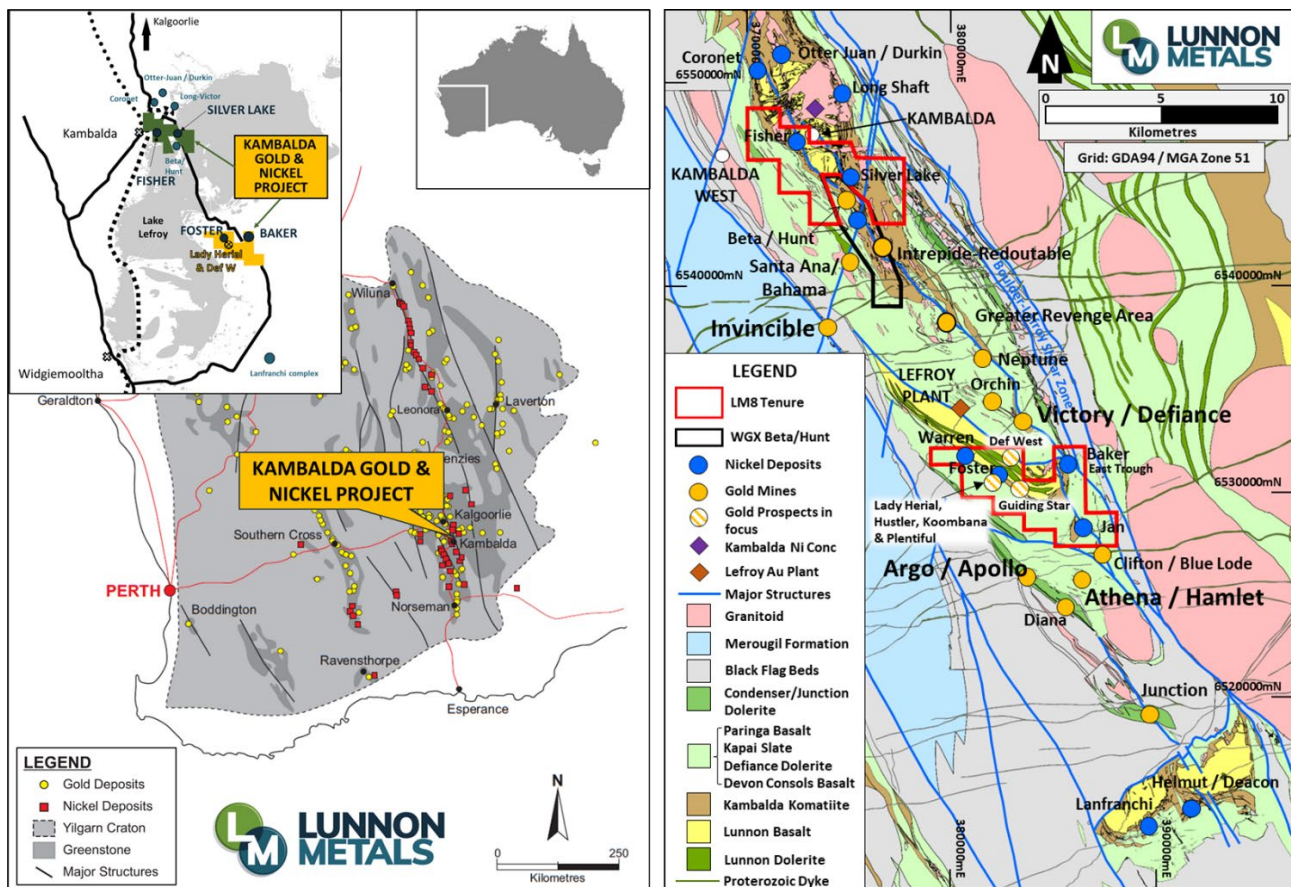 Kalgoorlie
Otter-Juan / Durkin
Coronet
Long-Victor
SILVER LAKE
Kambalda
KAMBALDA
GOLD &
NICKEL
PROJECT
Beta/
Hunt
FISHER
Lake
Lefroy
FOSTER
BAKER
Lady Herial
& Def W
Widgiemooltha
Lanfranchi complex
Wiluna
Geraldton
Leonora
Laverton
enzies
KAMBALDA GOLD &
NICKEL PROJECT
Kalgoorlie
Southern Cross
Kambalda
PERTH
Norseman
Boddington
Ravensthorpe
Esperance
LEGEND
Gold Deposits
Nickel Deposits
Yilgarn Craton
Greenstone
Major Structures
LM
LUNNON
METALS
N
0
250
Kilometres
370000
380000mE
Otter Juan / Durkin
Coronet
6550000mN
Long Shaft
KAMBALDA
Fisher
KAMBALDA
WEST
Silver Lake
Beta / Hunt
Intrepide-Redoutable
Santa Ana/
Bahama
6540000mN
6540000mN
Boulder-Lefroy Shear Zone
Greater Revenge Area
Invincible
Neptune
LEFROY
PLANT
Orchin
Victory / Defiance
Warren
Def West
Baker
East Trough
Foster
6530000mN
Guiding Star
Lady Herial,
Hustler, Koombana
& Plentiful
Jan
Clifton / Blue Lode
Argo / Apollo
Athena / Hamlet
Diana
Junction
6520000mN
Helmut / Deacon
Lanfranchi
380000mE
390000mE
N
LM
LUNNON
METALS
0
5
10
Kilometres
Grid: GDA94 / MGA Zone 51
LEGEND
LM8 Tenure
WGX Beta/Hunt
Nickel Deposits
Gold Mines
Gold Prospects in
focus
Kambalda Ni Conc
Lefroy Au Plant
Major Structures
Granitoid
Merougil Formation
Black Flag Beds
Condenser/Junction
Dolerite
Paringa Basalt
Kapai Slate
Defiance Dolerite
Devon Consols Basalt
Kambalda Komatiite
Lunnon Basalt
Lunnon Dolerite
Proterozoic Dyke